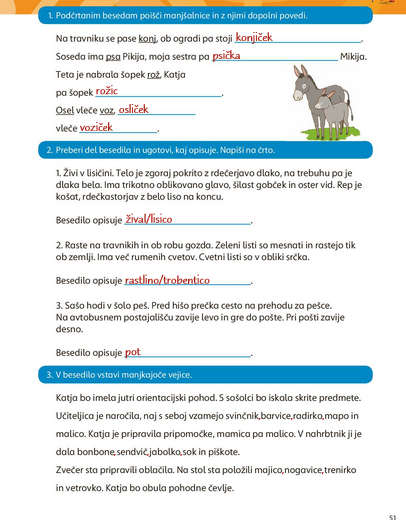 1. Podčrtanim besedam poišči manjšalnice in z njimi dopolni povedi.
Na travniku se pase konj, ob ogradi pa stoji konjiček.
Soseda ima psa Pikija, moja sestra pa psička Mikija.
Teta je nabrala šopek rož, Katja
pa šopek rožic.
Osel vleče voz, osliček
vleče voziček.
2. Preberi del besedila in ugotovi, kaj opisuje. Napiši na črto.
1. Živi v lisičini. Telo je zgoraj pokrito z rdečerjavo dlako, na trebuhu pa je
dlaka bela. Ima trikotno oblikovano glavo, šilast gobček in oster vid. Rep je
košat, rdečkastorjav z belo liso na koncu.
Besedilo opisuje žival/lisico.
2. Raste na travnikih in ob robu gozda. Zeleni listi so mesnati in rastejo tik
ob zemlji. Ima več rumenih cvetov. Cvetni listi so v obliki srčka.
Besedilo opisuje rastlino/trobentico.
3. Sašo hodi v šolo peš. Pred hišo prečka cesto na prehodu za pešce.
Na avtobusnem postajališču zavije levo in gre do pošte. Pri pošti zavije
desno.
Besedilo opisuje pot.
3. V besedilo vstavi manjkajoče vejice.
Katja bo imela jutri orientacijski pohod. S sošolci bo iskala skrite predmete.
Učiteljica je naročila, naj s seboj vzamejo svinčnik,barvice,radirko,mapo in
malico. Katja je pripravila pripomočke, mamica pa malico. V nahrbtnik ji je
dala bonbone,sendvič,jabolko,sok in piškote.
Zvečer sta pripravili oblačila. Na stol sta položili majico,nogavice,trenirko
in vetrovko. Katja bo obula pohodne čevlje.
51